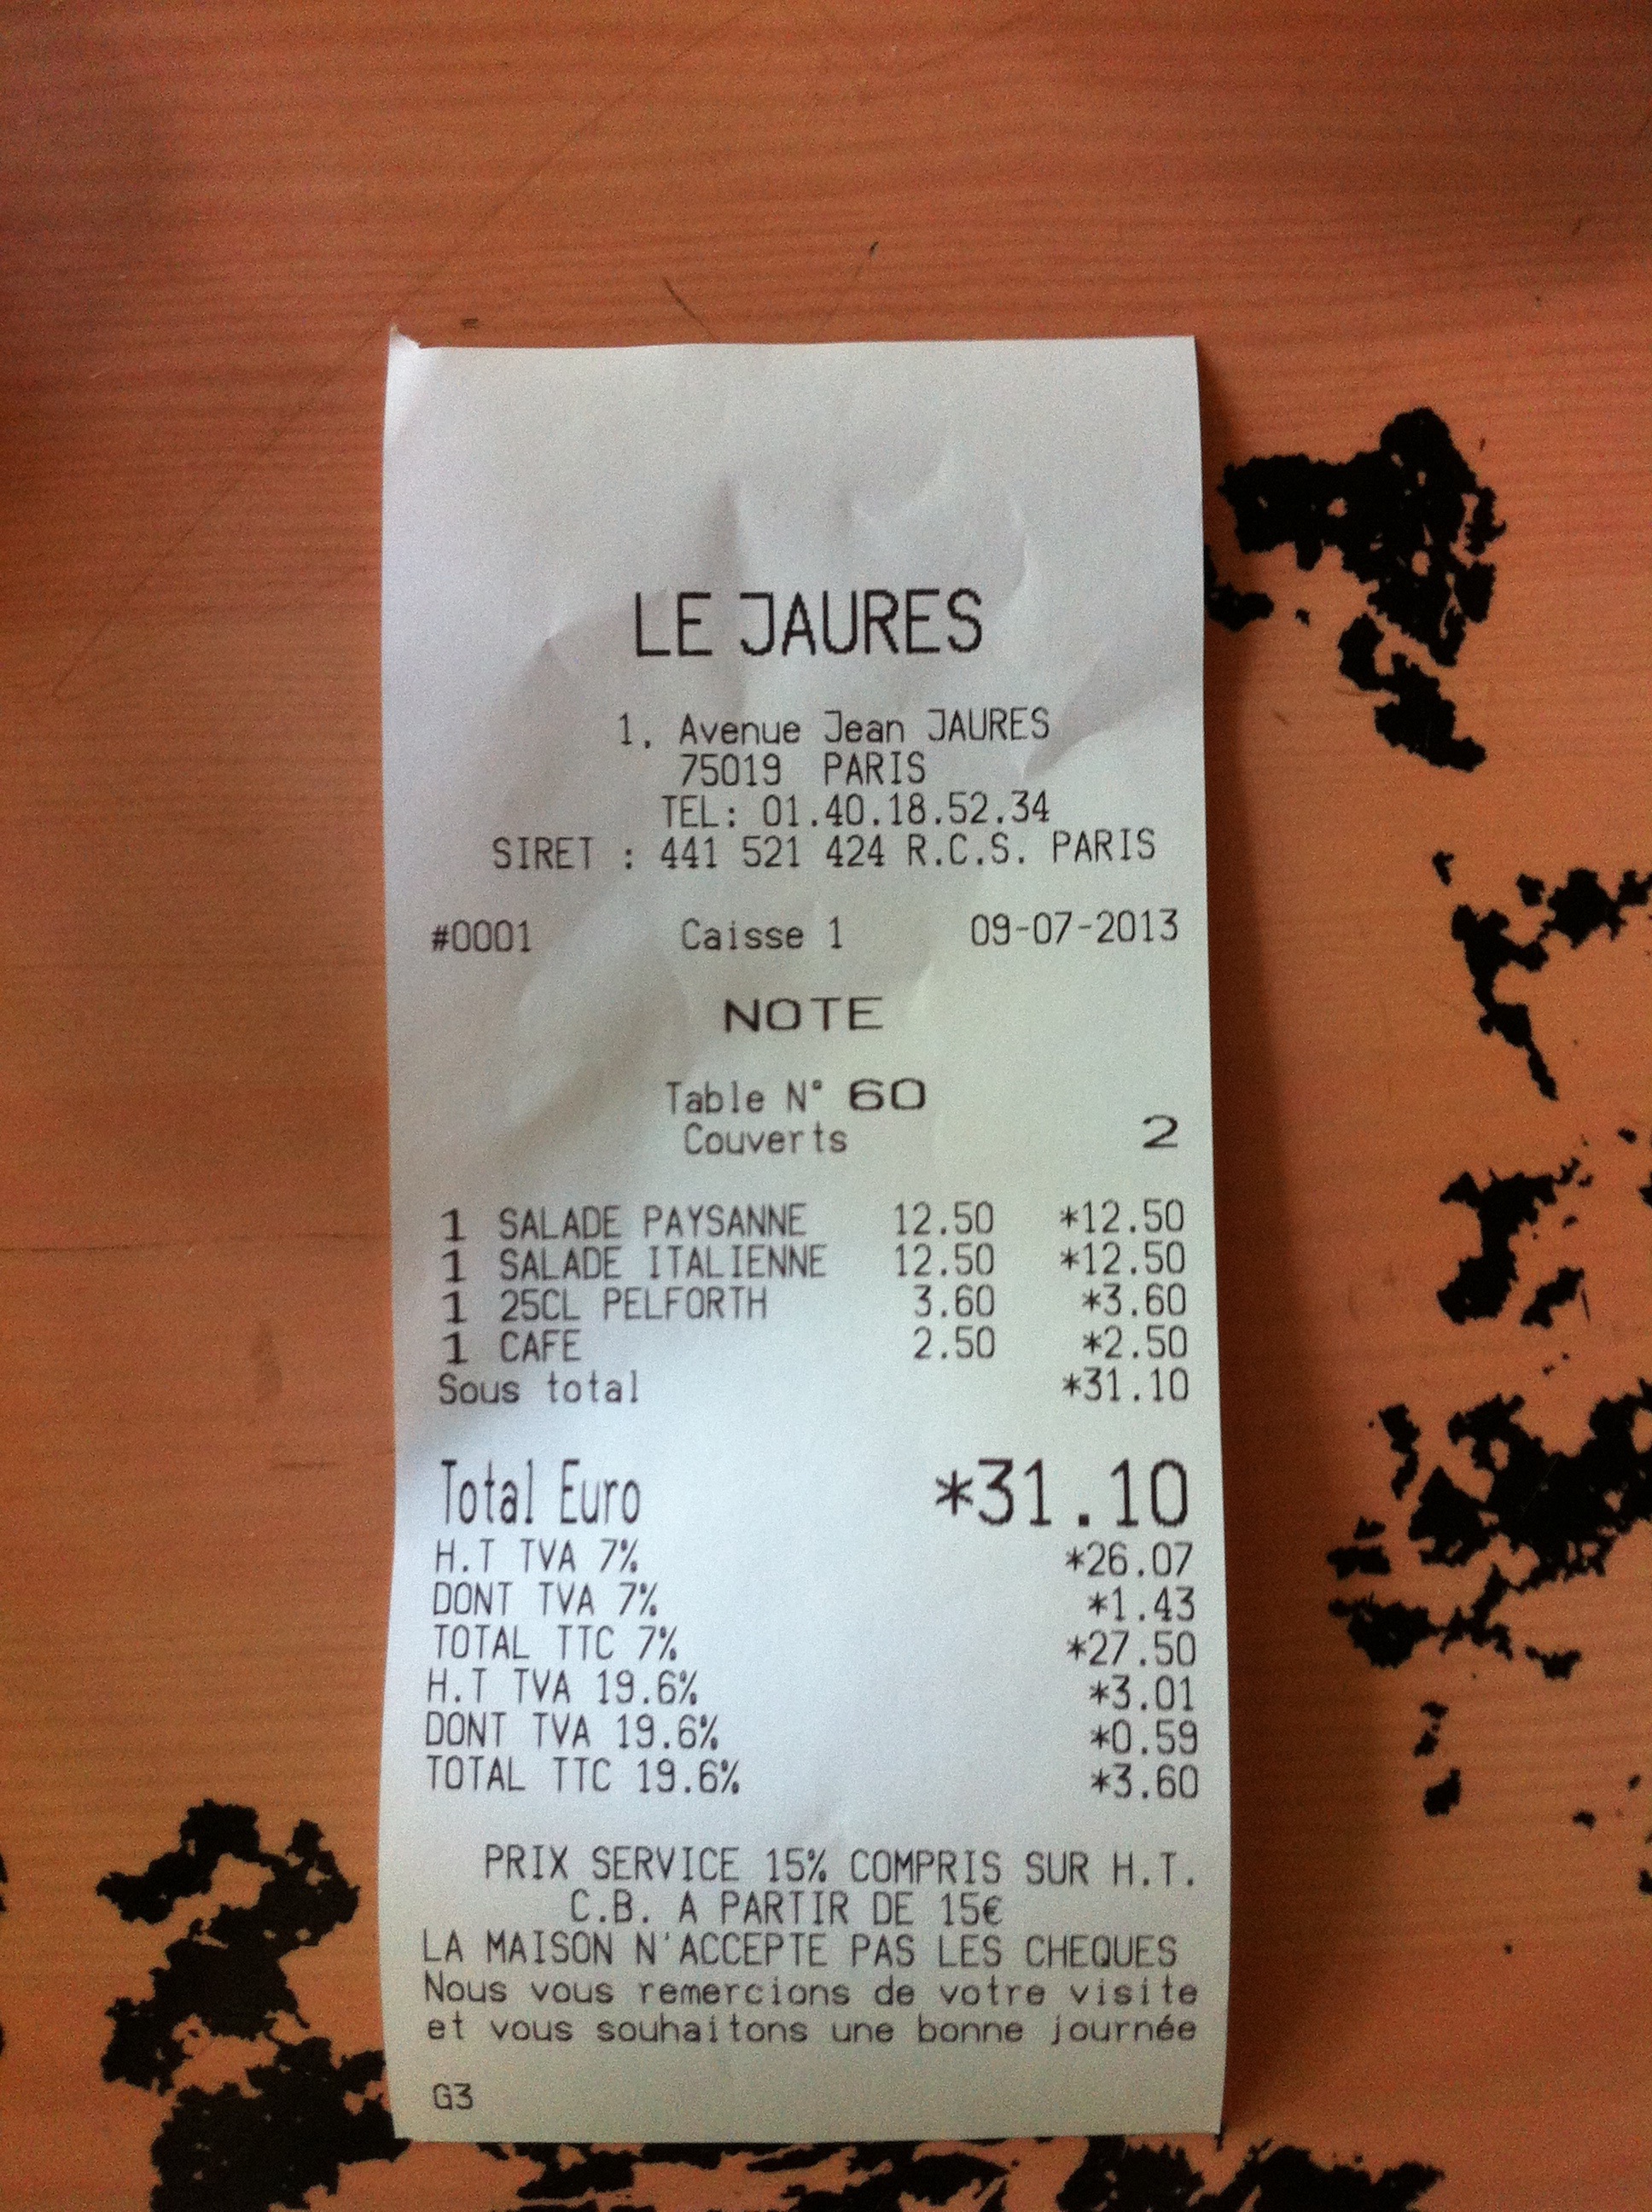 LE JAURES
1, Avenue Jean JAURES
75019 PARIS
TEL: 01.40.18.52.34
SIRET : 441 521 424 R.C.S. PARIS
#0001 Caisse 1 09-07-2013
NOTE
Table N° 60
Couverts 2
1 SALADE PAYSANNE 12.50 *12.50
1 SALADE ITALIENNE 12.50 *12.50
1 25CL PELFORTH 3.60 *3.60
1 CAFE 2.50 *2.50
Sous total *31.10
Total Euro *31.10
H.T TVA 7% *26.07
DONT TVA 7% *1.43
TOTAL TTC 7% *27.50
H.T TVA 19.6% *3.01
DONT TVA 19.6% *0.59
TOTAL TTC 19.6% *3.60
PRIX SERVICE 15% COMPRIS SUR H.T.
C.B. A PARTIR DE 15€
LA MAISON N'ACCEPTE PAS LES CHEQUES
Nous vous remercions de votre visite
et vous souhaitons une bonne journée
G3